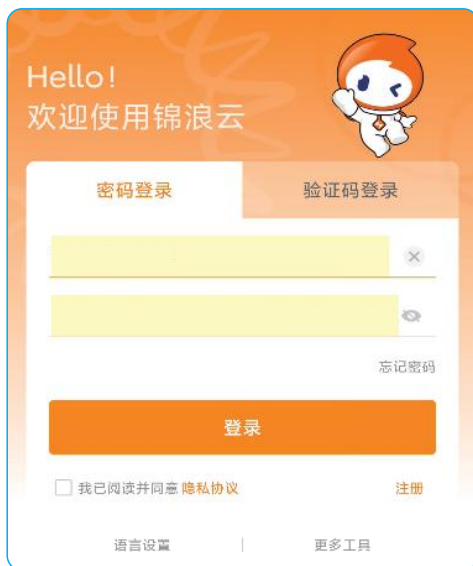 Hello!
欢迎使用锦浪云
密码登录
验证码登录
忘记密码
登录
我已阅读并同意 隐私协议
注册
语言设置
更多工具